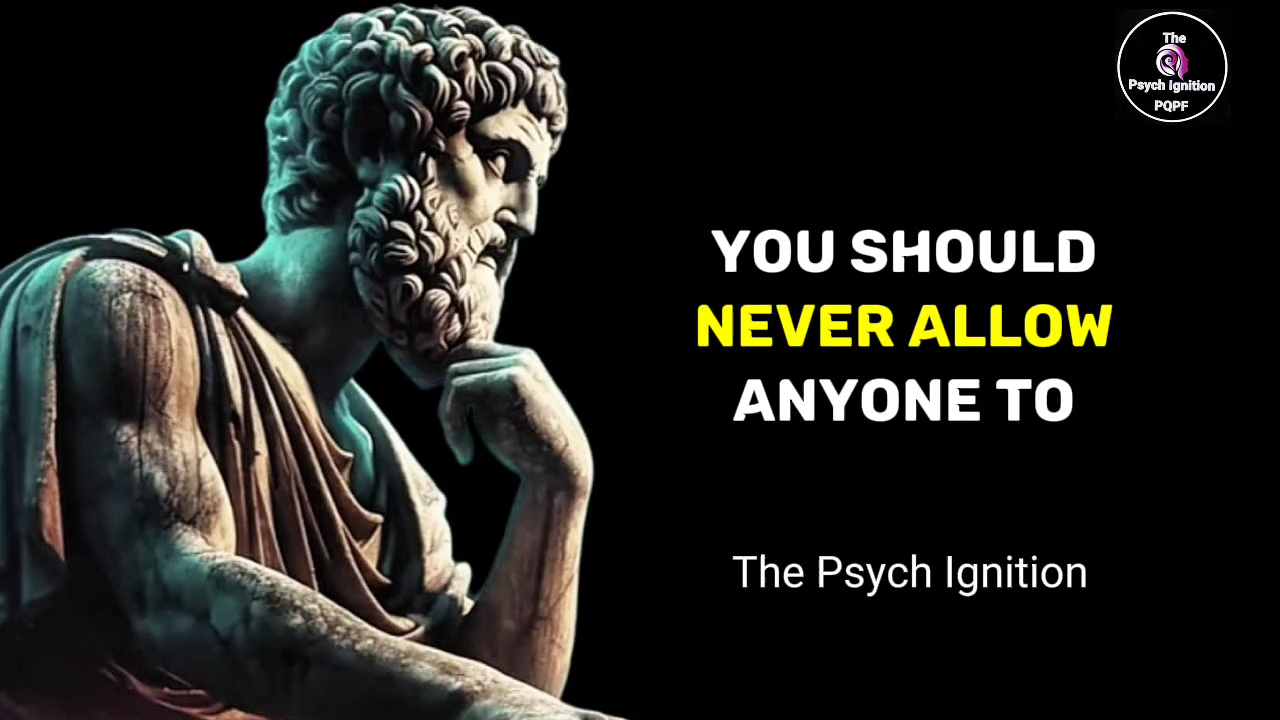 The
Psych Ignition
PQPF
YOU SHOULD
NEVER ALLOW
ANYONE TO
The Psych Ignition